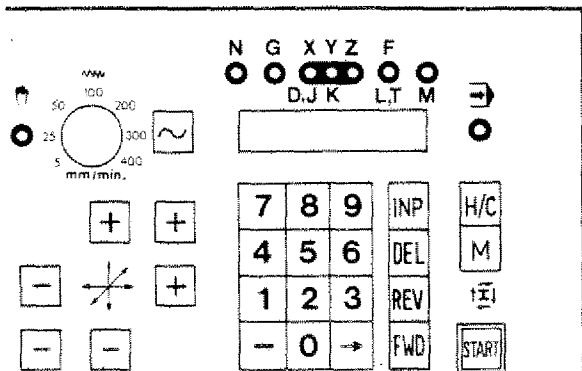 N G X Y Z F
D,J K L,T M
50 100 200
25 300
5 400
mm/min.
+ +
- +
- -
7 8 9 INP H/C
4 5 6 DEL M
1 2 3 REV
- 0 → FWD START